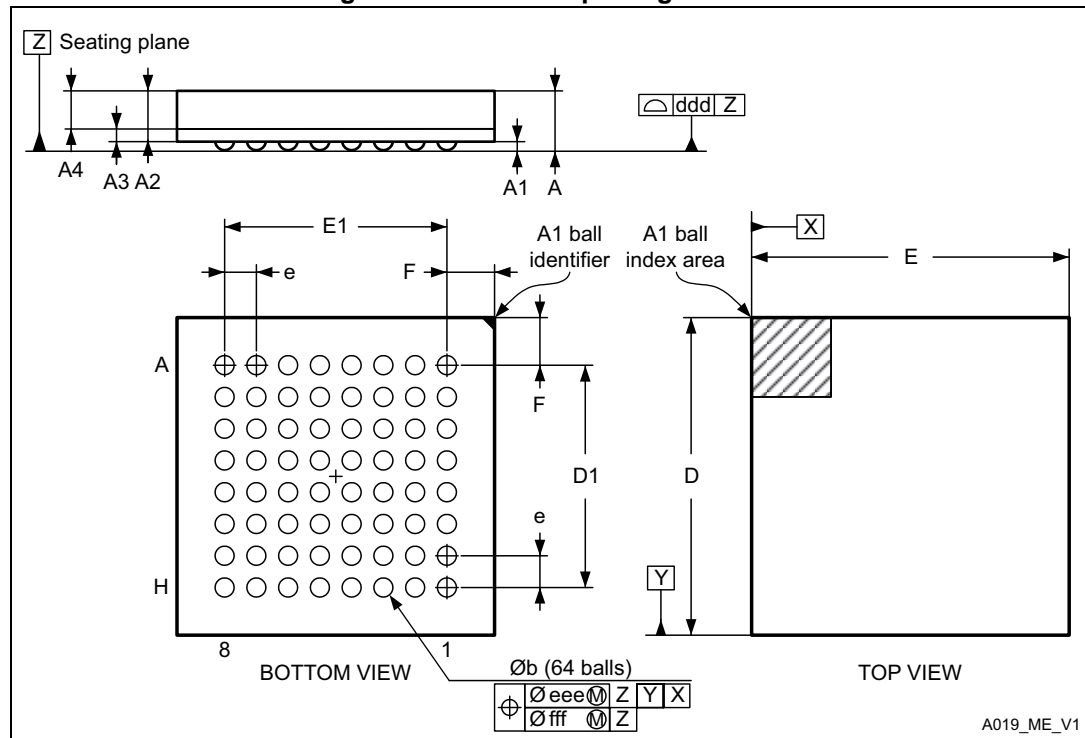 Z Seating plane
ddd Z
A4
A3 A2
A1 A
E1
e
F
A1 ball
identifier
A1 ball
index area
X
E
A
F
D1
D
e
H
Y
8
1
BOTTOM VIEW
Øb (64 balls)
TOP VIEW
Ø eee Ⓜ Z Y X
Ø fff Ⓜ Z
A019_ME_V1